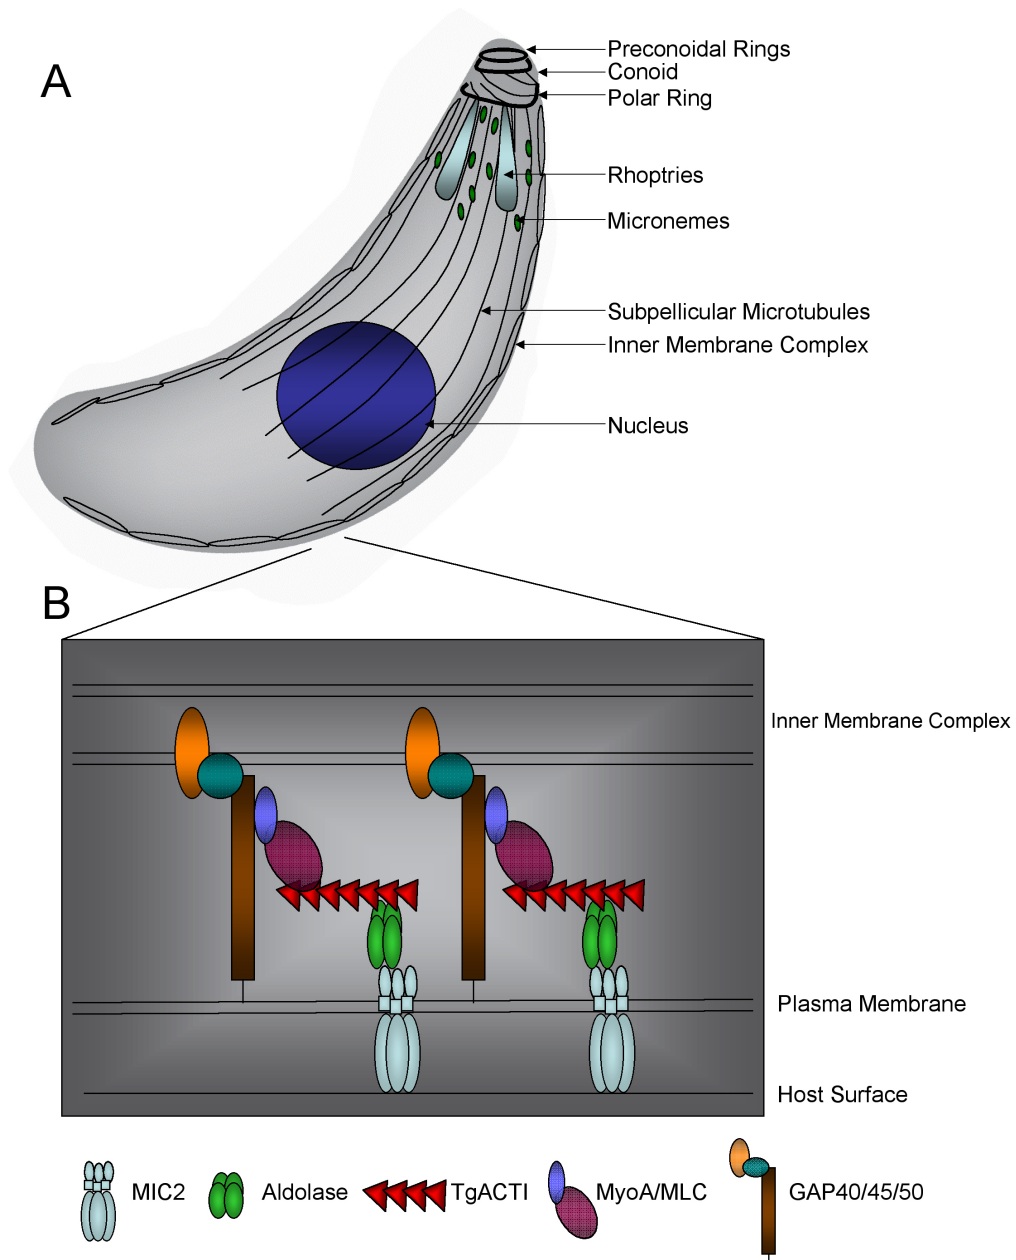 A
Preconoidal Rings
Conoid
Polar Ring
Rhoptries
Micronemes
Subpellicular Microtubules
Inner Membrane Complex
Nucleus
B
Inner Membrane Complex
Plasma Membrane
Host Surface
MIC2 Aldolase TgACTI MyoA/MLC GAP40/45/50